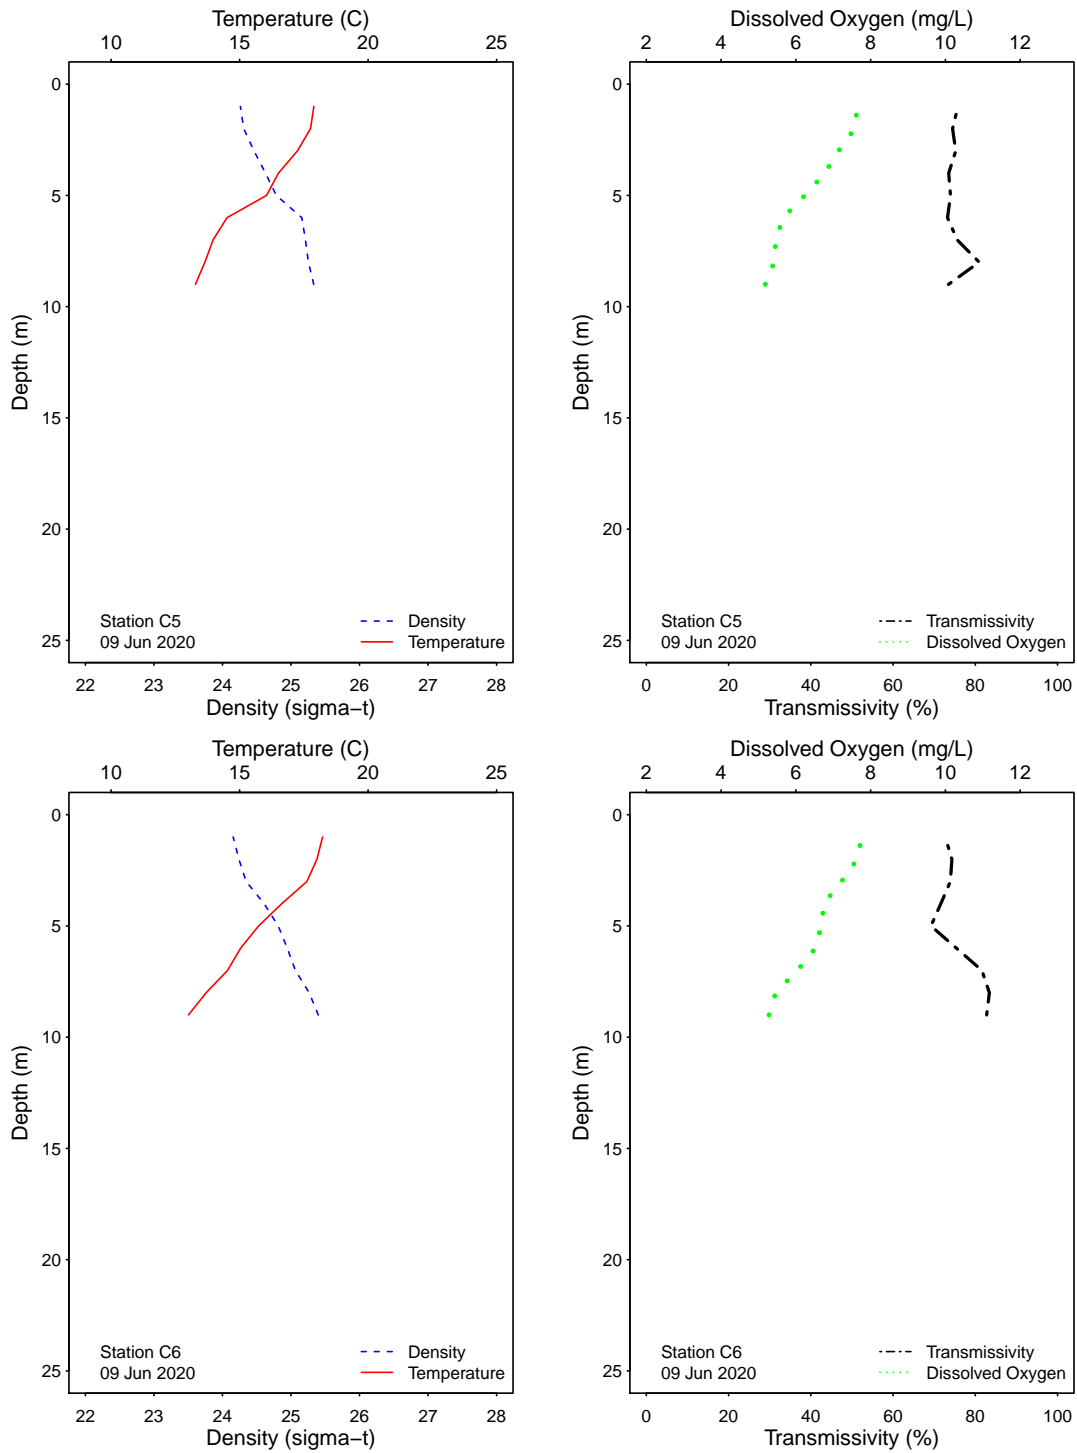 Temperature (C)
10 15 20 25
0
5
10
15
20
25
Depth (m)
Station C5
09 Jun 2020
Density
Temperature
22 23 24 25 26 27 28
Density (sigma−t)
Dissolved Oxygen (mg/L)
2 4 6 8 10 12
0
5
10
15
20
25
Depth (m)
Station C5
09 Jun 2020
Transmissivity
Dissolved Oxygen
0 20 40 60 80 100
Transmissivity (%)
Temperature (C)
10 15 20 25
0
5
10
15
20
25
Depth (m)
Station C6
09 Jun 2020
Density
Temperature
22 23 24 25 26 27 28
Density (sigma−t)
Dissolved Oxygen (mg/L)
2 4 6 8 10 12
0
5
10
15
20
25
Depth (m)
Station C6
09 Jun 2020
Transmissivity
Dissolved Oxygen
0 20 40 60 80 100
Transmissivity (%)